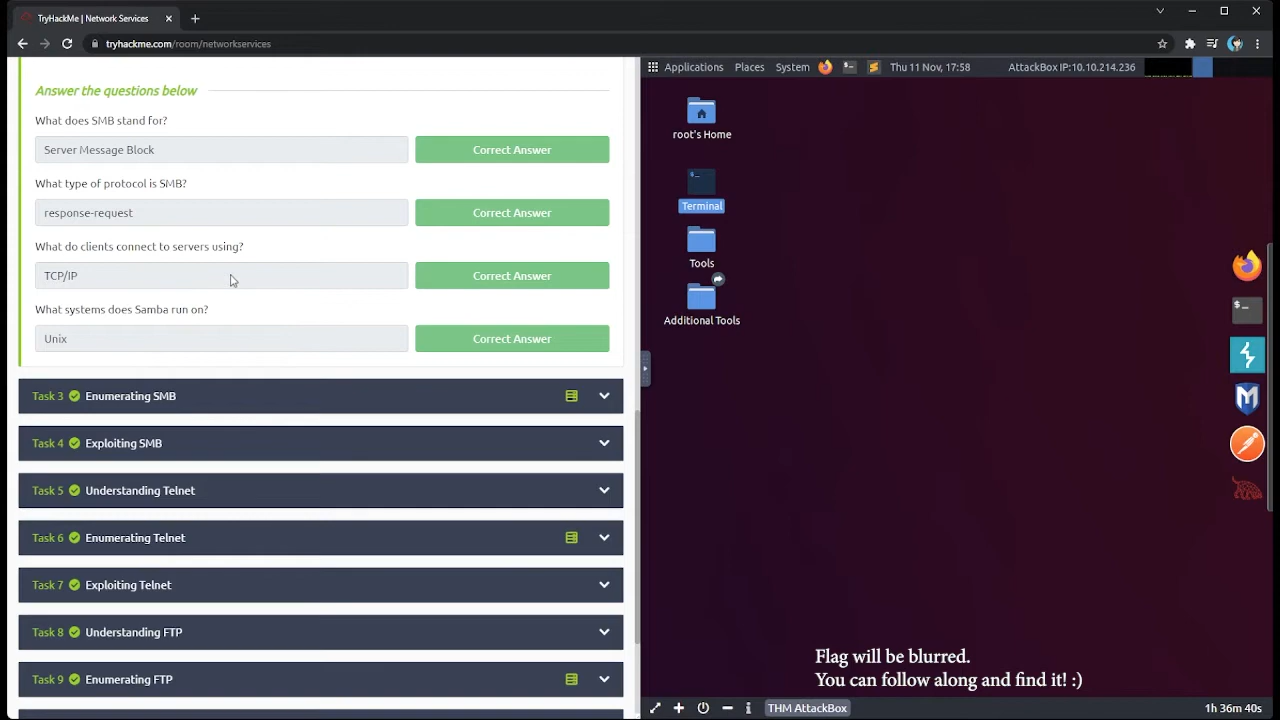 TryHackMe | Network Services
tryhackme.com/room/networkservices
Answer the questions below
What does SMB stand for?
Server Message Block
Correct Answer
What type of protocol is SMB?
response-request
Correct Answer
What do clients connect to servers using?
TCP/IP
Correct Answer
What systems does Samba run on?
Unix
Correct Answer
Task 3 Enumerating SMB
Task 4 Exploiting SMB
Task 5 Understanding Telnet
Task 6 Enumerating Telnet
Task 7 Exploiting Telnet
Task 8 Understanding FTP
Task 9 Enumerating FTP
Applications Places System Thu 11 Nov, 17:58 AttackBox IP:10.10.214.236
root's Home
Terminal
Tools
Additional Tools
Flag will be blurred.
You can follow along and find it! :)
THM AttackBox
1h 36m 40s